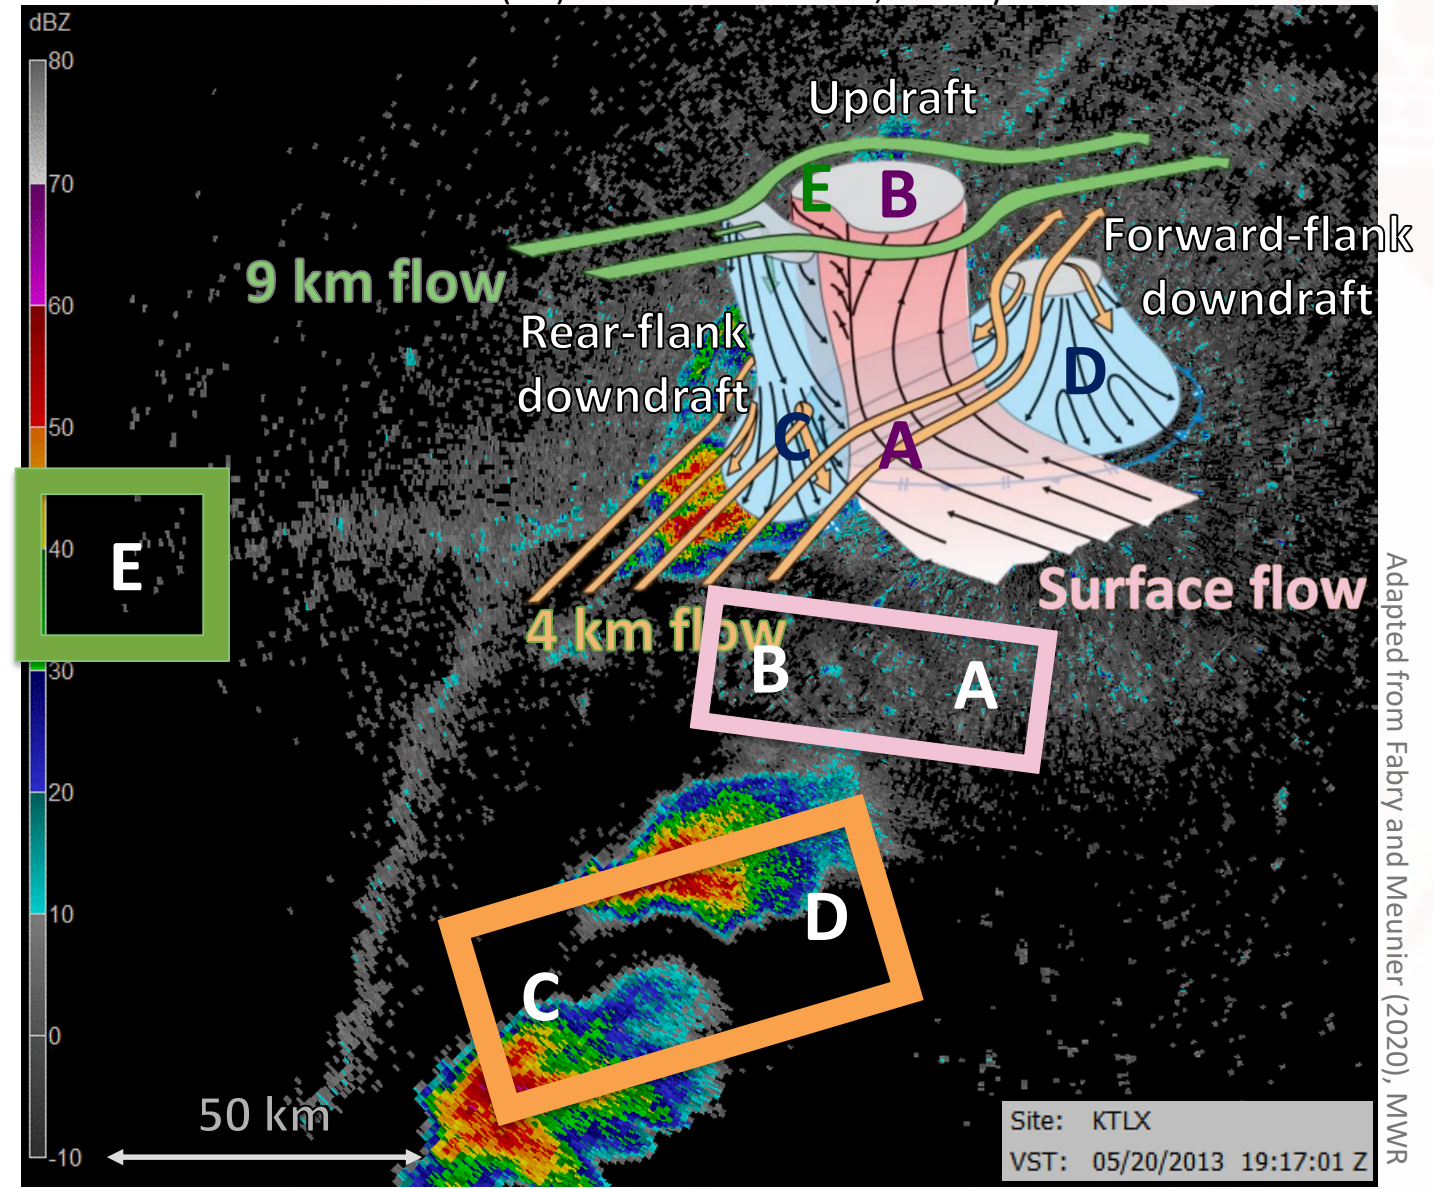 dBZ
80
70
60
50
40
30
20
10
0
-10
Updraft
E
B
Forward-flank
downdraft
9 km flow
Rear-flank
downdraft
D
C
A
E
Surface flow
4 km flow
B
A
D
C
50 km
Site: KTLX
VST: 05/20/2013 19:17:01 Z
Adapted from Fabry and Meunier (2020), MWR